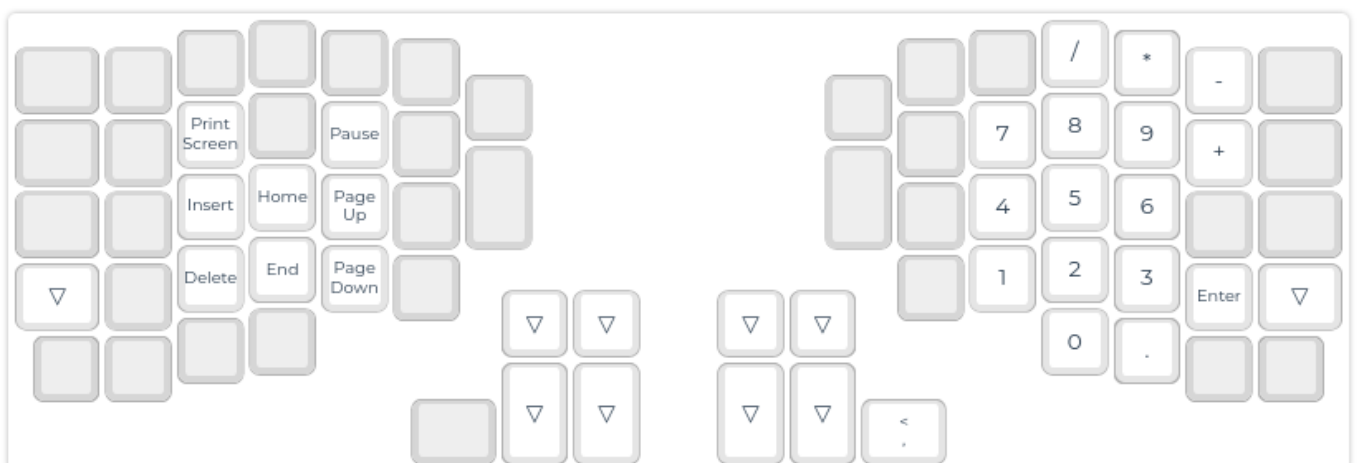 /
*
-
Print
Screen
Pause
7
8
9
+
Insert
Home
Page
Up
4
5
6
▽
Delete
End
Page
Down
1
2
3
Enter
▽
▽
▽
▽
▽
0
.
▽
▽
▽
▽
<
,